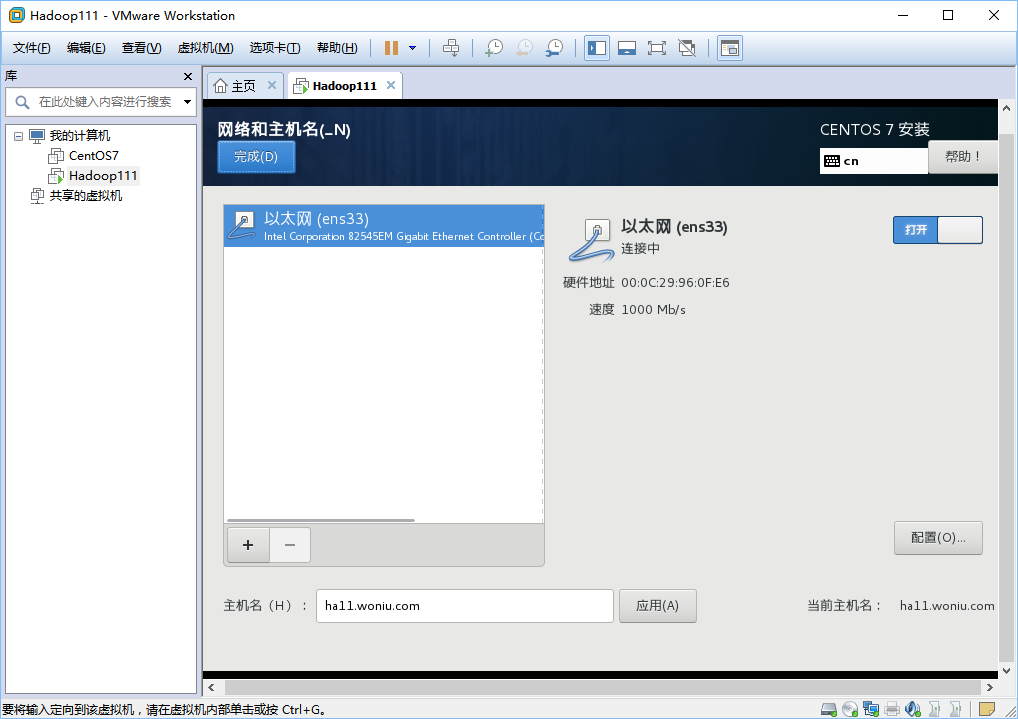 Hadoop111 - VMware Workstation
文件(F) 编辑(E) 查看(V) 虚拟机(M) 选项卡(T) 帮助(H)
库
在此处键入内容进行搜索
我的计算机
CentOS7
Hadoop111
共享的虚拟机
主页 Hadoop111
网络和主机名(_N)
CENTOS 7 安装
完成(D)
cn
帮助！
以太网 (ens33)
Intel Corporation 82545EM Gigabit Ethernet Controller (Co
以太网 (ens33)
连接中
打开
硬件地址 00:0C:29:96:0F:E6
速度 1000 Mb/s
配置(O)...
主机名（H）： ha11.woniu.com 应用(A) 当前主机名： ha11.woniu.com
要将输入定向到该虚拟机，请在虚拟机内部单击或按 Ctrl+G。